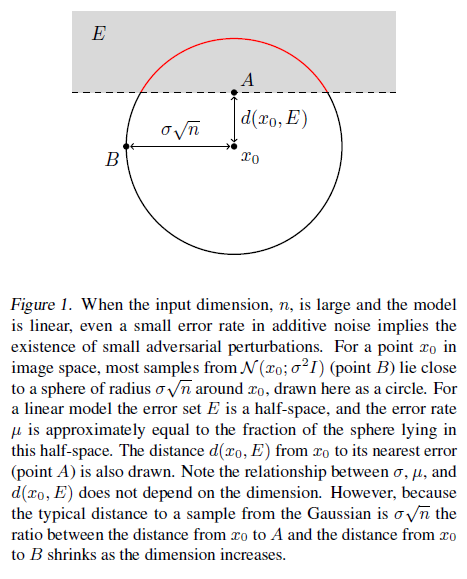 E
A
σ√n
d(x₀, E)
B
x₀
Figure 1. When the input dimension, n, is large and the model
is linear, even a small error rate in additive noise implies the
existence of small adversarial perturbations. For a point x₀ in
image space, most samples from 𝒩(x₀; σ²I) (point B) lie close
to a sphere of radius σ√n around x₀, drawn here as a circle. For
a linear model the error set E is a half-space, and the error rate
μ is approximately equal to the fraction of the sphere lying in
this half-space. The distance d(x₀, E) from x₀ to its nearest error
(point A) is also drawn. Note the relationship between σ, μ, and
d(x₀, E) does not depend on the dimension. However, because
the typical distance to a sample from the Gaussian is σ√n the
ratio between the distance from x₀ to A and the distance from x₀
to B shrinks as the dimension increases.